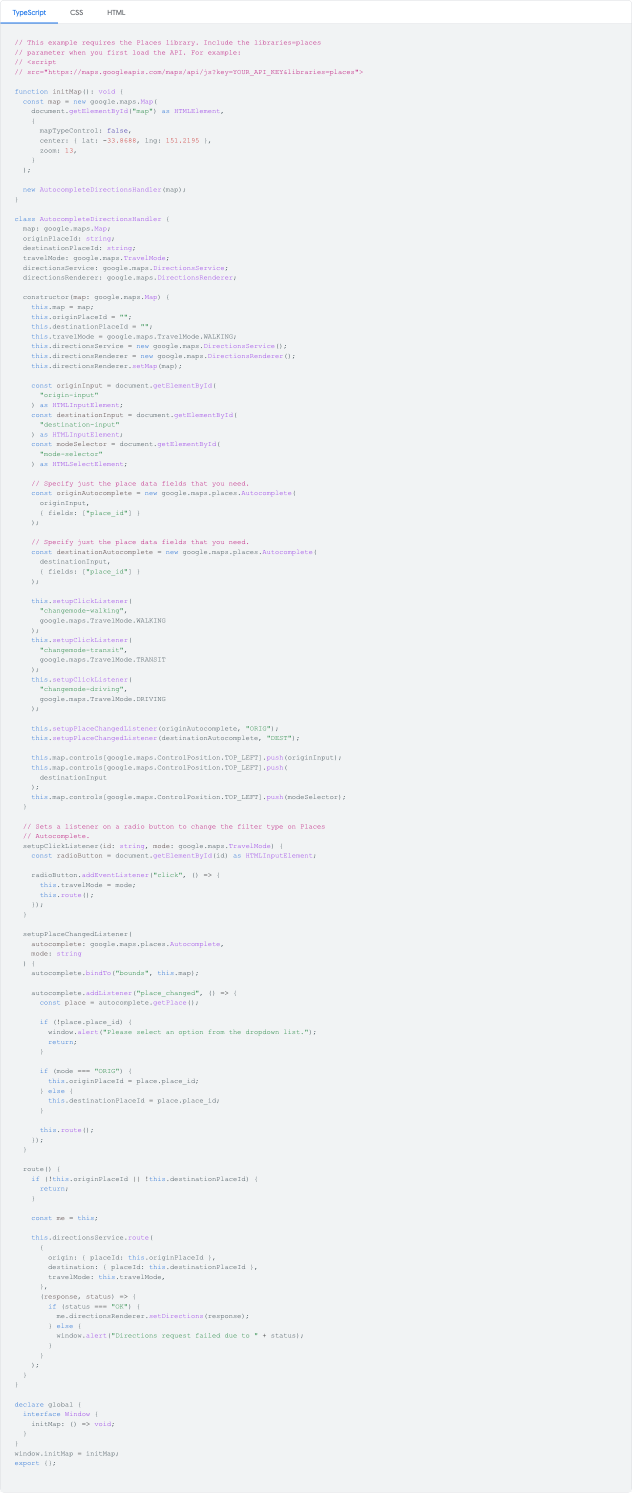 TypeScript CSS HTML
// This example requires the Places library. Include the libraries=places
// parameter when you first load the API. For example:
// <script
// src="https://maps.googleapis.com/maps/api/js?key=YOUR_API_KEY&libraries=places">
function initMap(): void {
const map = new google.maps.Map(
document.getElementById("map") as HTMLElement,
{
mapTypeControl: false,
center: { lat: -33.8688, lng: 151.2195 },
zoom: 13,
}
);
new AutocompleteDirectionsHandler(map);
}
class AutocompleteDirectionsHandler {
map: google.maps.Map;
originPlaceId: string;
destinationPlaceId: string;
travelMode: google.maps.TravelMode;
directionsService: google.maps.DirectionsService;
directionsRenderer: google.maps.DirectionsRenderer;
constructor(map: google.maps.Map) {
this.map = map;
this.originPlaceId = "";
this.destinationPlaceId = "";
this.travelMode = google.maps.TravelMode.WALKING;
this.directionsService = new google.maps.DirectionsService();
this.directionsRenderer = new google.maps.DirectionsRenderer();
this.directionsRenderer.setMap(map);
const originInput = document.getElementById(
"origin-input"
) as HTMLInputElement;
const destinationInput = document.getElementById(
"destination-input"
) as HTMLInputElement;
const modeSelector = document.getElementById(
"mode-selector"
) as HTMLSelectElement;
// Specify just the place data fields that you need.
const originAutocomplete = new google.maps.places.Autocomplete(
originInput,
{ fields: ["place_id"] }
);
// Specify just the place data fields that you need.
const destinationAutocomplete = new google.maps.places.Autocomplete(
destinationInput,
{ fields: ["place_id"] }
);
this.setupClickListener(
"changemode-walking",
google.maps.TravelMode.WALKING
);
this.setupClickListener(
"changemode-transit",
google.maps.TravelMode.TRANSIT
);
this.setupClickListener(
"changemode-driving",
google.maps.TravelMode.DRIVING
);
this.setupPlaceChangedListener(originAutocomplete, "ORIG");
this.setupPlaceChangedListener(destinationAutocomplete, "DEST");
this.map.controls[google.maps.ControlPosition.TOP_LEFT].push(originInput);
this.map.controls[google.maps.ControlPosition.TOP_LEFT].push(
destinationInput
);
this.map.controls[google.maps.ControlPosition.TOP_LEFT].push(modeSelector);
}
// Sets a listener on a radio button to change the filter type on Places
// Autocomplete.
setupClickListener(id: string, mode: google.maps.TravelMode) {
const radioButton = document.getElementById(id) as HTMLInputElement;
radioButton.addEventListener("click", () => {
this.travelMode = mode;
this.route();
});
}
setupPlaceChangedListener(
autocomplete: google.maps.places.Autocomplete,
mode: string
) {
autocomplete.bindTo("bounds", this.map);
autocomplete.addListener("place_changed", () => {
const place = autocomplete.getPlace();
if (!place.place_id) {
window.alert("Please select an option from the dropdown list.");
return;
}
if (mode === "ORIG") {
this.originPlaceId = place.place_id;
} else {
this.destinationPlaceId = place.place_id;
}
this.route();
});
}
route() {
if (!this.originPlaceId || !this.destinationPlaceId) {
return;
}
const me = this;
this.directionsService.route(
{
origin: { placeId: this.originPlaceId },
destination: { placeId: this.destinationPlaceId },
travelMode: this.travelMode,
},
(response, status) => {
if (status === "OK") {
me.directionsRenderer.setDirections(response);
} else {
window.alert("Directions request failed due to " + status);
}
}
);
}
}
declare global {
interface Window {
initMap: () => void;
}
}
window.initMap = initMap;
export {};